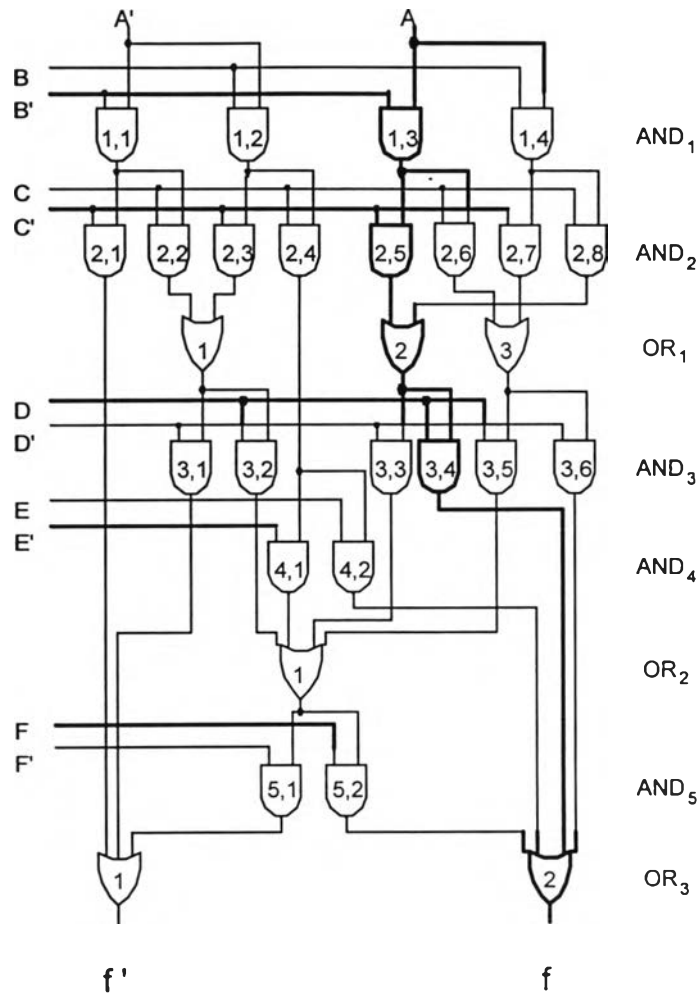 A' A
B
B'
1,1 1,2 1,3 1,4 AND1
C
C'
2,1 2,2 2,3 2,4 2,5 2,6 2,7 2,8 AND2
1 2 3 OR1
D
D'
3,1 3,2 3,3 3,4 3,5 3,6 AND3
E
E'
4,1 4,2 AND4
1 OR2
F
F'
5,1 5,2 AND5
1 2 OR3
f ' f